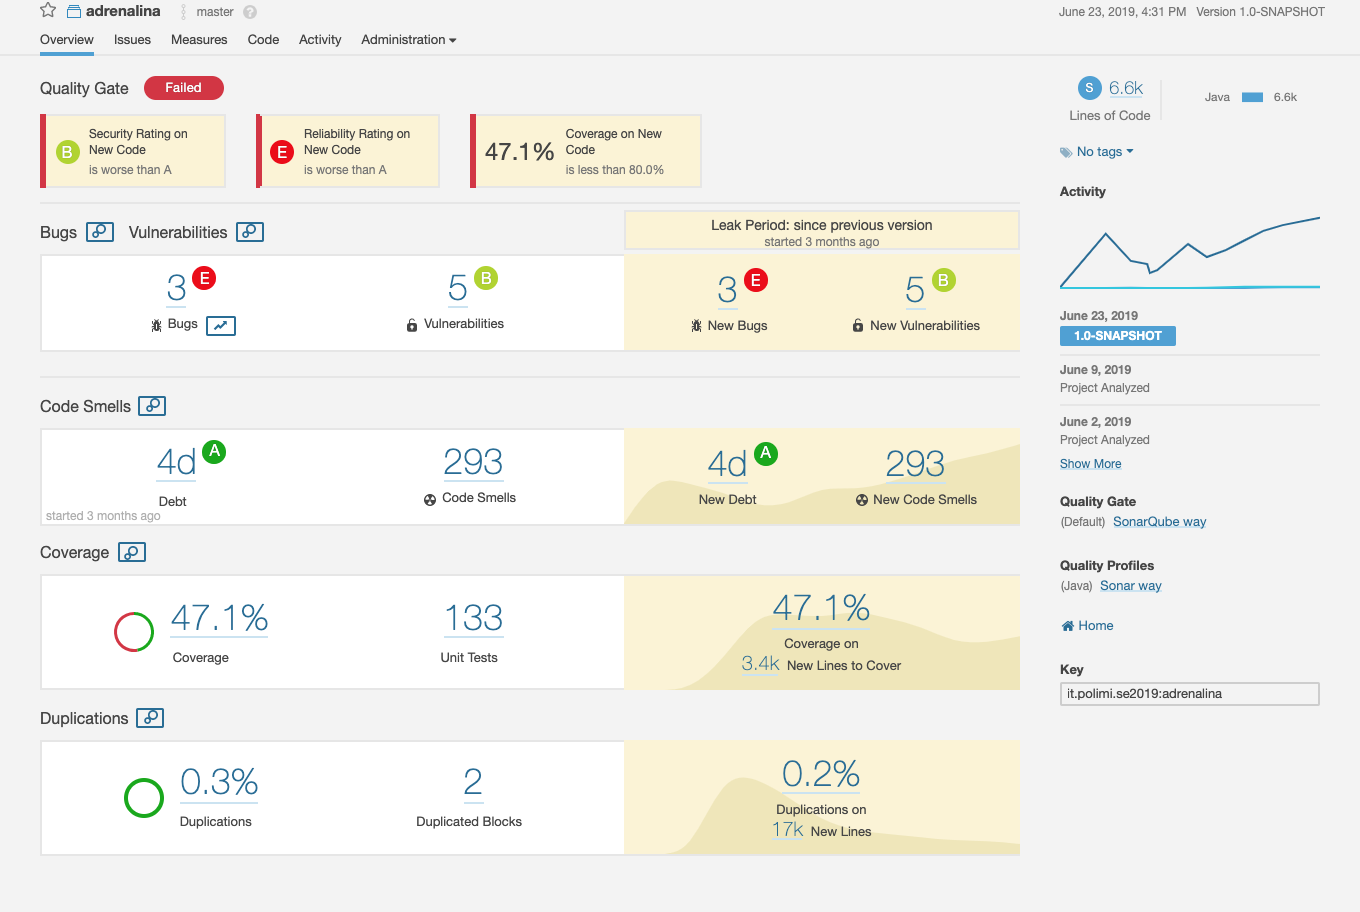 adrenalina master ?
June 23, 2019, 4:31 PM Version 1.0-SNAPSHOT
Overview Issues Measures Code Activity Administration
Quality Gate Failed
B
Security Rating on
New Code
is worse than A
E
Reliability Rating on
New Code
is worse than A
47.1%
Coverage on New
Code
is less than 80.0%
Bugs Vulnerabilities
Leak Period: since previous version
started 3 months ago
3 E
Bugs
5 B
Vulnerabilities
3 E
New Bugs
5 B
New Vulnerabilities
Code Smells
4d A
Debt
started 3 months ago
293
Code Smells
4d A
New Debt
293
New Code Smells
Coverage
47.1%
Coverage
133
Unit Tests
47.1%
Coverage on
3.4k New Lines to Cover
Duplications
0.3%
Duplications
2
Duplicated Blocks
0.2%
Duplications on
17k New Lines
S 6.6k
Lines of Code
Java 6.6k
No tags
Activity
June 23, 2019
1.0-SNAPSHOT
June 9, 2019
Project Analyzed
June 2, 2019
Project Analyzed
Show More
Quality Gate
(Default) SonarQube way
Quality Profiles
(Java) Sonar way
Home
Key
it.polimi.se2019:adrenalina